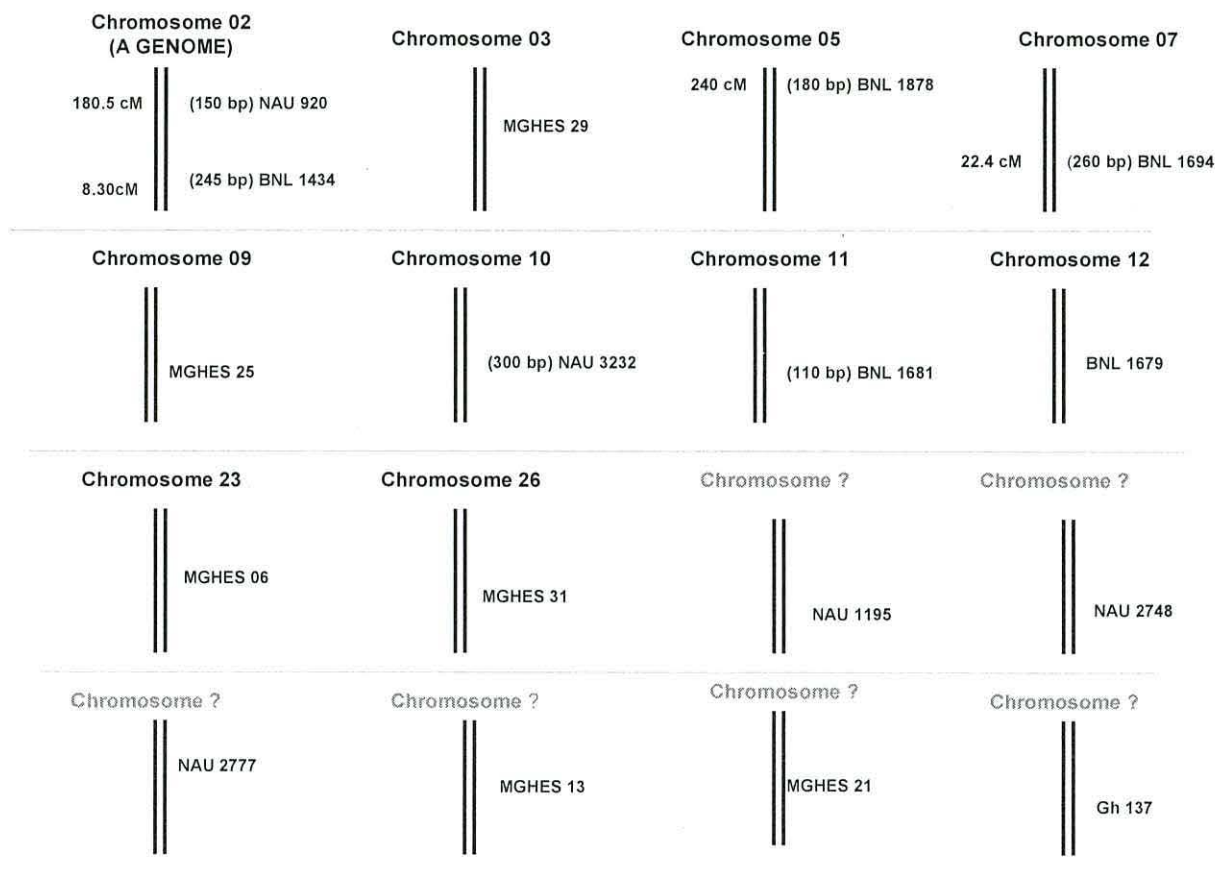 Chromosome 02
(A GENOME)
Chromosome 03
Chromosome 05
Chromosome 07
180.5 cM
(150 bp) NAU 920
8.30cM
(245 bp) BNL 1434
MGHES 29
240 cM
(180 bp) BNL 1878
22.4 cM
(260 bp) BNL 1694
Chromosome 09
Chromosome 10
Chromosome 11
Chromosome 12
MGHES 25
(300 bp) NAU 3232
(110 bp) BNL 1681
BNL 1679
Chromosome 23
Chromosome 26
Chromosome ?
Chromosome ?
MGHES 06
MGHES 31
NAU 1195
NAU 2748
Chromosome ?
Chromosome ?
Chromosome ?
Chromosome ?
NAU 2777
MGHES 13
MGHES 21
Gh 137